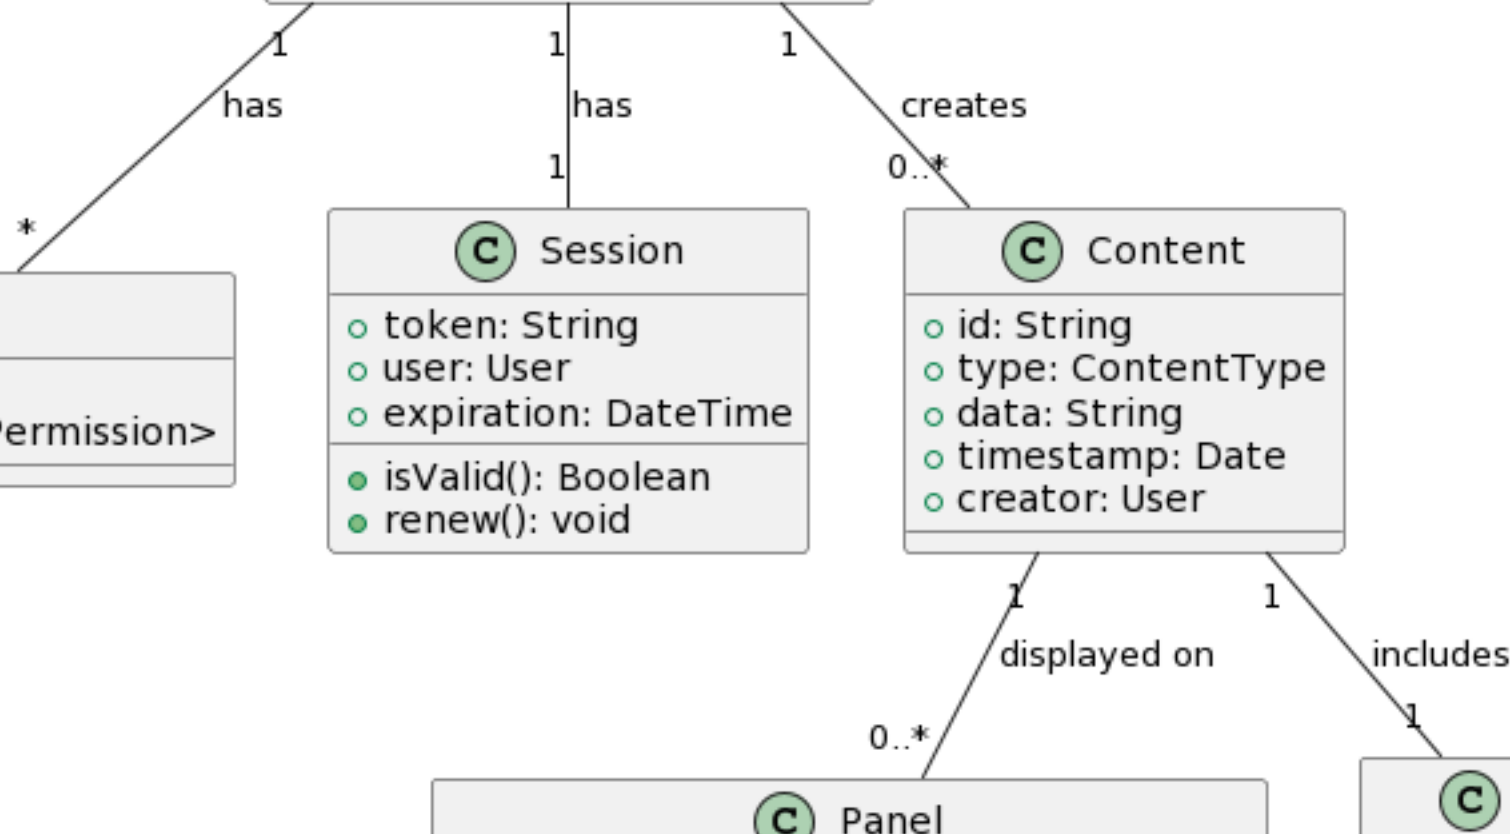 1
1
1
has
has
creates
1
0..*
*
C Session
C Content
token: String
user: User
expiration: DateTime
isValid(): Boolean
renew(): void
id: String
type: ContentType
data: String
timestamp: Date
creator: User
Permission>
1
1
displayed on
includes
1
0..*
C Panel
C